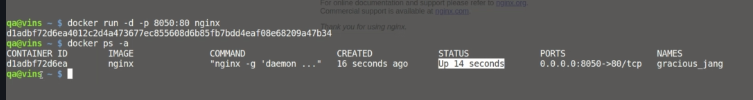 For online documentation and support please refer to nginx.org.
Commercial support is available at nginx.com.
Thank you for using nginx.
qa@vins ~ $ docker run -d -p 8050:80 nginx
d1adbf72d6ea4012c2d4a473677ec855608d6b85fb7bdd4eaf08e68209a47b34
qa@vins ~ $ docker ps -a
CONTAINER ID IMAGE COMMAND CREATED STATUS PORTS NAMES
d1adbf72d6ea nginx "nginx -g 'daemon ..." 16 seconds ago Up 14 seconds 0.0.0.0:8050->80/tcp gracious_jang
qa@vins ~ $